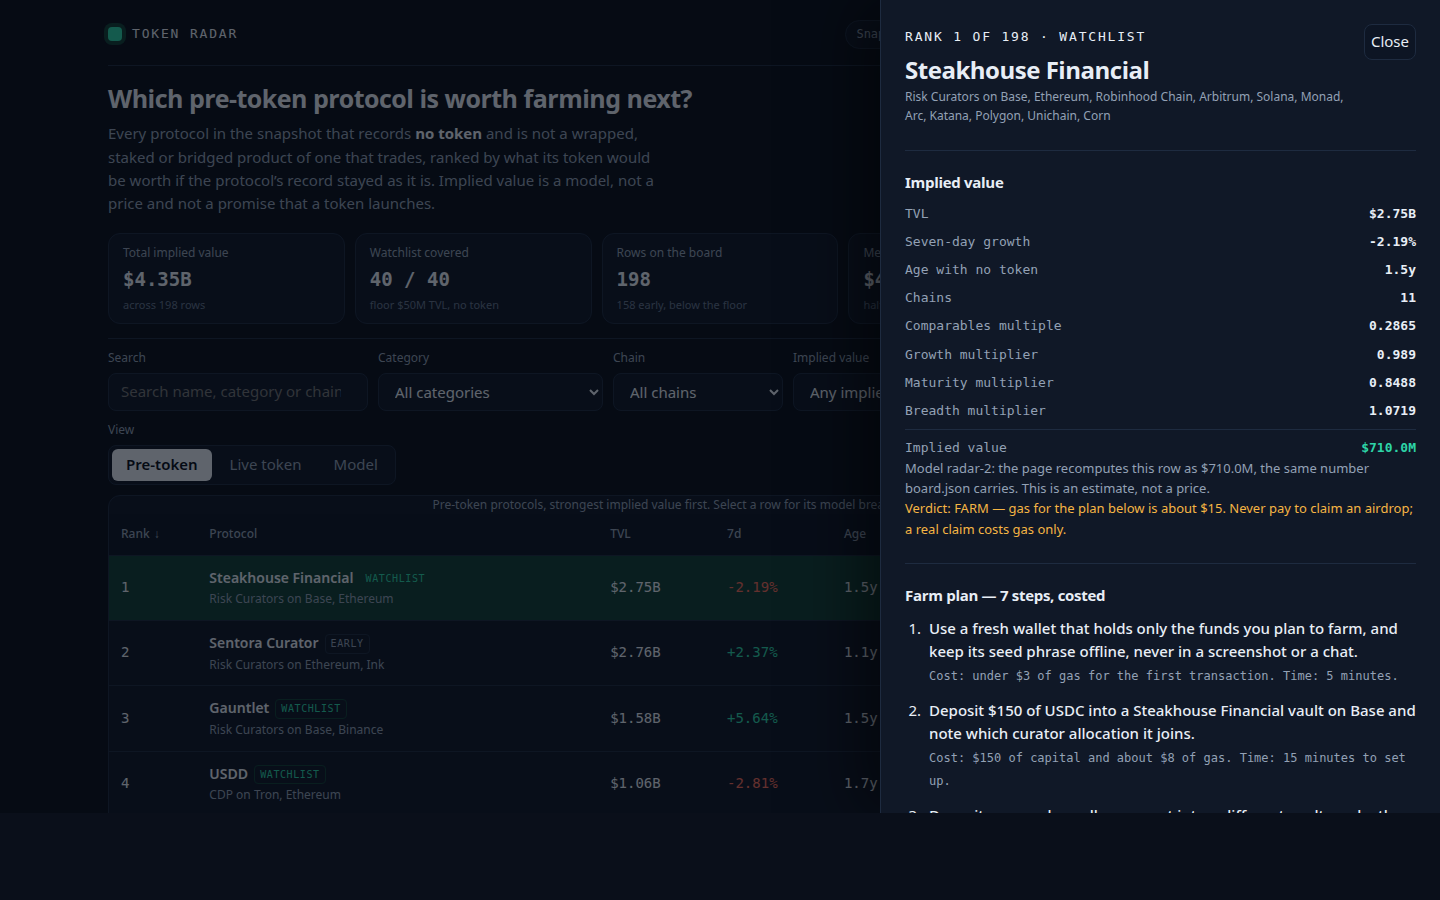 TOKEN RADAR
Which pre-token protocol is worth farming next?
Every protocol in the snapshot that records no token and is not a wrapped,
staked or bridged product of one that trades, ranked by what its token would
be worth if the protocol's record stayed as it is. Implied value is a model, not a
price and not a promise that a token launches.
Total implied value
$4.35B
across 198 rows
Watchlist covered
40 / 40
floor $50M TVL, no token
Rows on the board
198
158 early, below the floor
Search
Search name, category or chain
Category
All categories
Chain
All chains
Implied value
Any
View
Pre-token Live token Model
Pre-token protocols, strongest implied value first. Select a row for its model
Rank ↓ Protocol TVL 7d Age
1 Steakhouse Financial WATCHLIST $2.75B -2.19% 1.5y
Risk Curators on Base, Ethereum
2 Sentora Curator EARLY $2.76B +2.37% 1.1y
Risk Curators on Ethereum, Ink
3 Gauntlet WATCHLIST $1.58B +5.64% 1.5y
Risk Curators on Base, Binance
4 USDD WATCHLIST $1.06B -2.81% 1.7y
CDP on Tron, Ethereum
RANK 1 OF 198 · WATCHLIST
Close
Steakhouse Financial
Risk Curators on Base, Ethereum, Robinhood Chain, Arbitrum, Solana, Monad,
Arc, Katana, Polygon, Unichain, Corn
Implied value
TVL $2.75B
Seven-day growth -2.19%
Age with no token 1.5y
Chains 11
Comparables multiple 0.2865
Growth multiplier 0.989
Maturity multiplier 0.8488
Breadth multiplier 1.0719
Implied value $710.0M
Model radar-2: the page recomputes this row as $710.0M, the same number
board.json carries. This is an estimate, not a price.
Verdict: FARM — gas for the plan below is about $15. Never pay to claim an airdrop;
a real claim costs gas only.
Farm plan — 7 steps, costed
1. Use a fresh wallet that holds only the funds you plan to farm, and
keep its seed phrase offline, never in a screenshot or a chat.
Cost: under $3 of gas for the first transaction. Time: 5 minutes.
2. Deposit $150 of USDC into a Steakhouse Financial vault on Base and
note which curator allocation it joins.
Cost: $150 of capital and about $8 of gas. Time: 15 minutes to set
up.